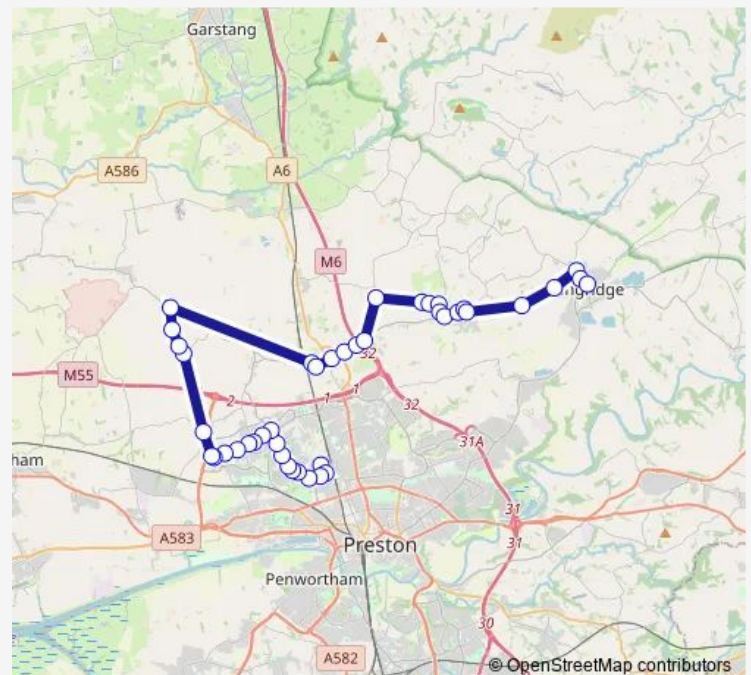 Garstang
A586
A6
M6
ngridge
32
M55
2
1
1
32
31A
ham
31
A583
31
Preston
Penwortham
30
A582
© OpenStreetMap contributors